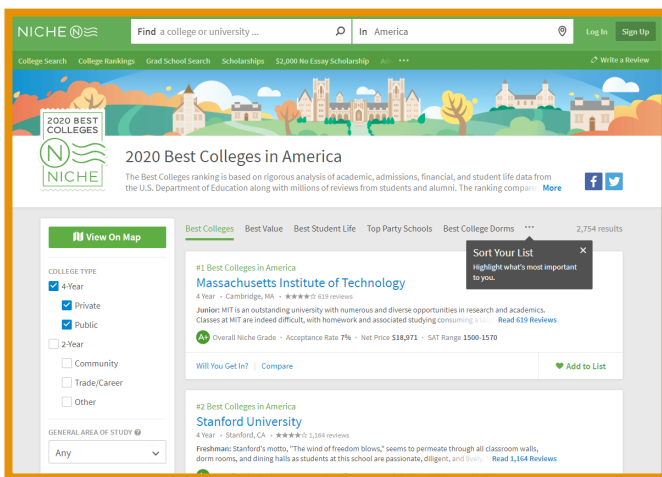 NICHE
Find a college or university ...
In America
Log In
Sign Up
College Search College Rankings Grad School Search Scholarships $2,000 No Essay Scholarship
Write a Review
2020 BEST
COLLEGES
NICHE
2020 Best Colleges in America
The Best Colleges ranking is based on rigorous analysis of academic, admissions, financial, and student life data from
the U.S. Department of Education along with millions of reviews from students and alumni. The ranking compares More
View On Map
COLLEGE TYPE
4-Year
Private
Public
2-Year
Community
Trade/Career
Other
GENERAL AREA OF STUDY
Any
Best Colleges Best Value Best Student Life Top Party Schools Best College Dorms ...
2,754 results
Sort Your List
Highlight what's most important
to you.
#1 Best Colleges in America
Massachusetts Institute of Technology
4 Year • Cambridge, MA • 619 reviews
Junior: MIT is an outstanding university with numerous and diverse opportunities in research and academics.
Classes at MIT are indeed difficult, with homework and associated studying consuming a Read 619 Reviews
A+ Overall Niche Grade • Acceptance Rate 7% • Net Price $18,971 • SAT Range 1500-1570
Will You Get In? | Compare
Add to List
#2 Best Colleges in America
Stanford University
4 Year • Stanford, CA • 1,164 reviews
Freshman: Stanford's motto, "The wind of freedom blows," seems to permeate through all classroom walls,
dorm rooms, and dining halls as students at this school are passionate, diligent, and lively. Read 1,164 Reviews